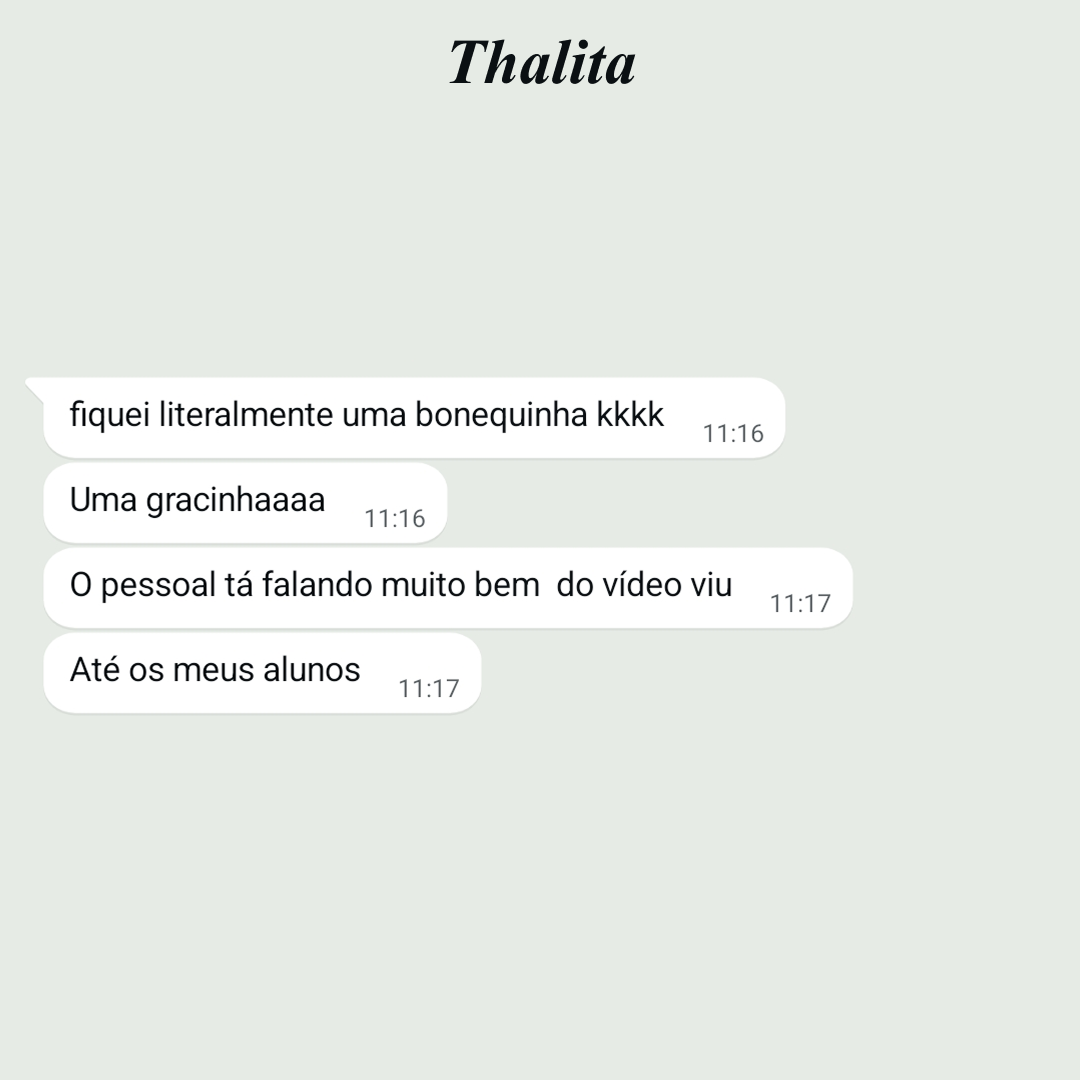 Thalita
fiquei literalmente uma bonequinha kkkk 11:16
Uma gracinhaaaa 11:16
O pessoal tá falando muito bem  do vídeo viu 11:17
Até os meus alunos 11:17